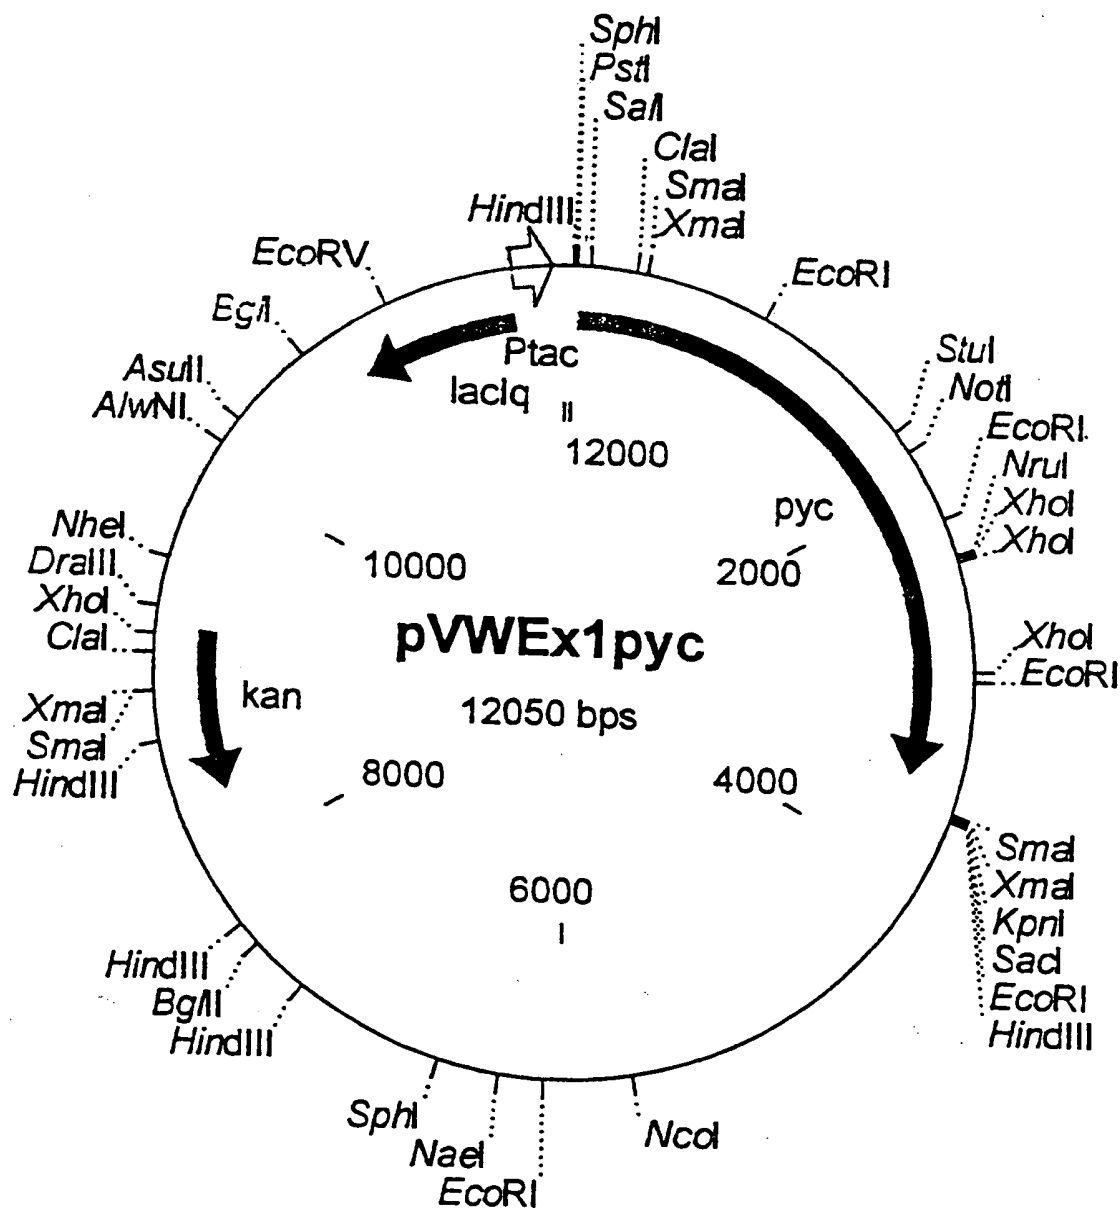 SphI
PstI
SalI
ClaI
SmaI
XmaI
HindIII
EcoRV
EcoRI
EglI
StuI
AsuII
NotI
AlwNI
EcoRI
NruI
XhoI
XhoI
Ptac
lacIq
12000
pyc
2000
10000
NheI
DraIII
XhoI
ClaI
pVWEx1pyc
12050 bps
XhoI
EcoRI
kan
XmaI
SmaI
HindIII
8000
4000
SmaI
XmaI
KpnI
SacI
EcoRI
HindIII
6000
HindIII
BglII
HindIII
SphI
NaeI
EcoRI
NcoI